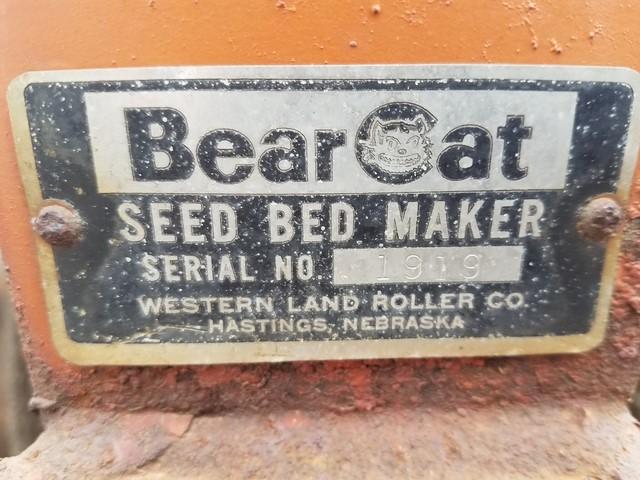 BearCat
SEED BED MAKER
SERIAL NO. 1919
WESTERN LAND ROLLER CO.
HASTINGS, NEBRASKA